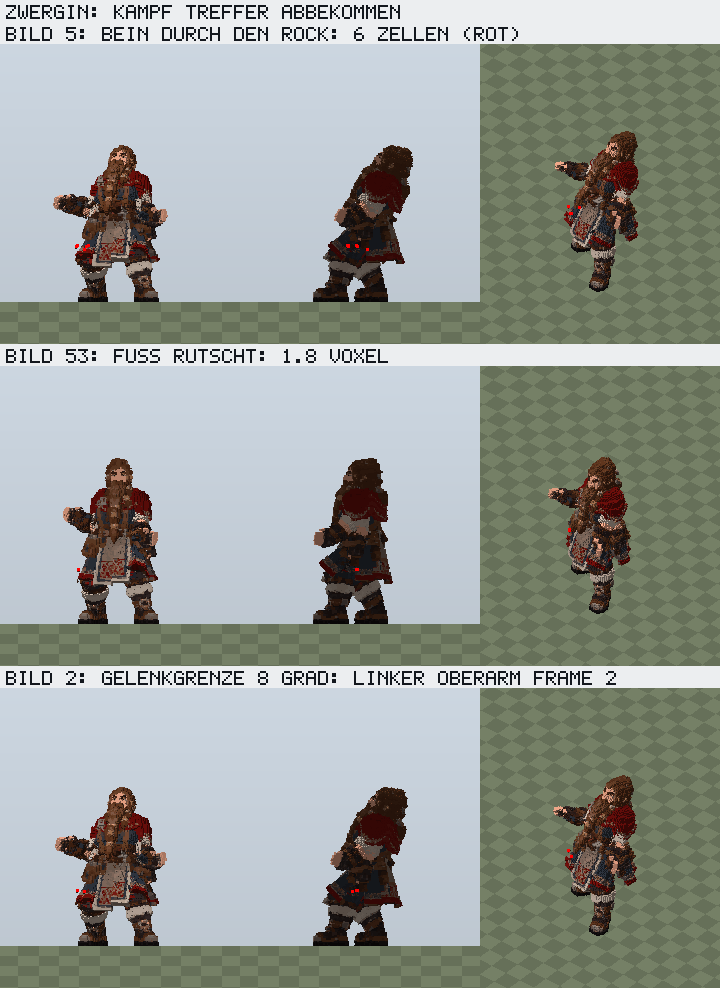 ZWERGIN: KAMPF TREFFER ABBEKOMMEN
BILD 5: BEIN DURCH DEN ROCK: 6 ZELLEN (ROT)
BILD 53: FUSS RUTSCHT: 1.8 VOXEL
BILD 2: GELENKGRENZE 8 GRAD: LINKER OBERARM FRAME 2